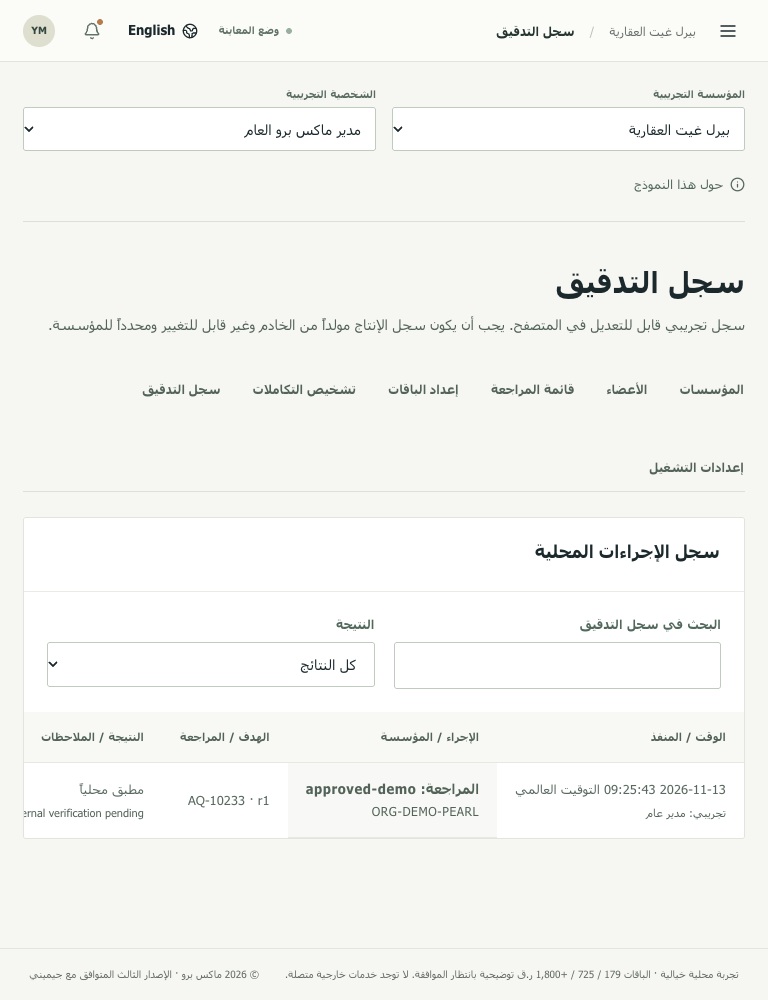 بيرل غيت العقارية / سجل التدقيق
وضع المعاينة
English
YM
المؤسسة التجريبية
بيرل غيت العقارية
الشخصية التجريبية
مدير ماكس برو العام
حول هذا النموذج
سجل التدقيق
سجل تجريبي قابل للتعديل في المتصفح. يجب أن يكون سجل الإنتاج مولداً من الخادم وغير قابل للتغيير ومحدداً للمؤسسة.
المؤسسات الأعضاء قائمة المراجعة إعداد الباقات تشخيص التكاملات سجل التدقيق
إعدادات التشغيل
سجل الإجراءات المحلية
البحث في سجل التدقيق
النتيجة
كل النتائج
الوقت / المنفذ الإجراء / المؤسسة الهدف / المراجعة النتيجة / الملاحظات
2026-11-13 09:25:43 التوقيت العالمي
تجريبي: مدير عام
المراجعة: approved-demo
ORG-DEMO-PEARL
AQ-10233 · r1
مطبق محلياً
ernal verification pending
تجربة محلية خيالية · الباقات 179 / 725 / +1,800 ر.ق توضيحية بانتظار الموافقة. لا توجد خدمات خارجية متصلة.
© 2026 ماكس برو · الإصدار الثالث المتوافق مع جيميني